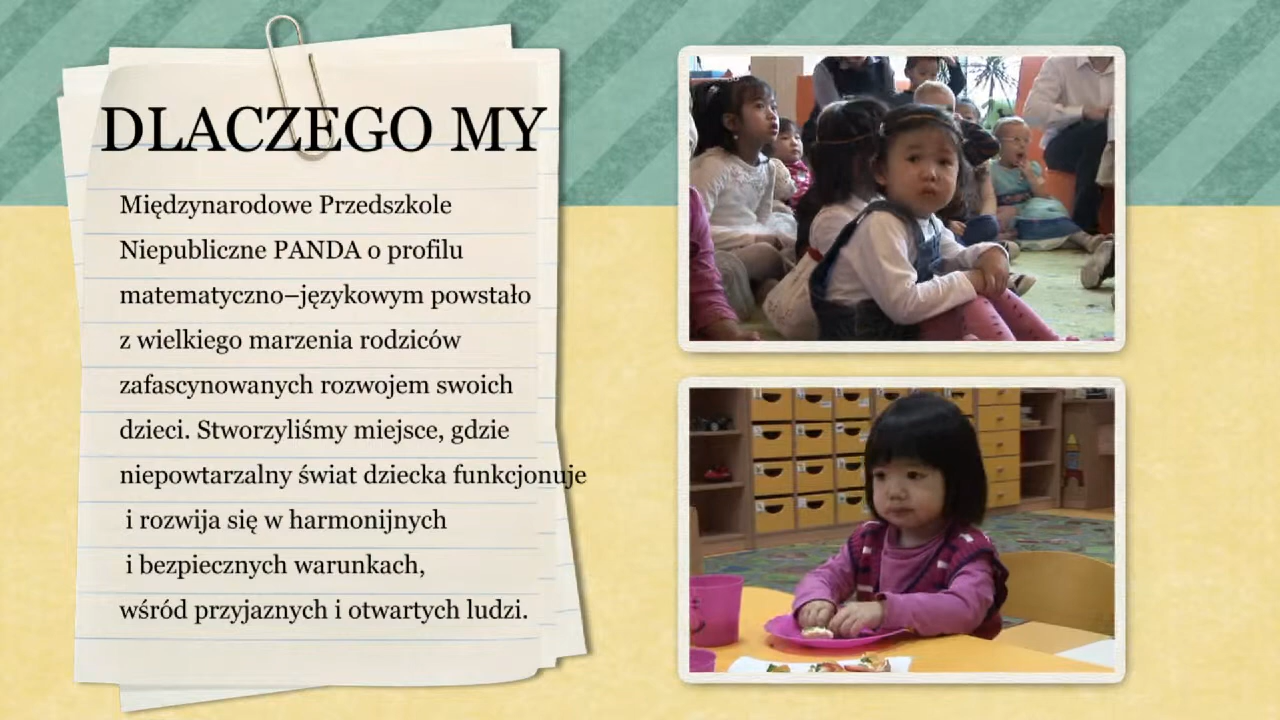 DLACZEGO MY
Międzynarodowe Przedszkole
Niepubliczne PANDA o profilu
matematyczno–językowym powstało
z wielkiego marzenia rodziców
zafascynowanych rozwojem swoich
dzieci. Stworzyliśmy miejsce, gdzie
niepowtarzalny świat dziecka funkcjonuje
i rozwija się w harmonijnych
i bezpiecznych warunkach,
wśród przyjaznych i otwartych ludzi.